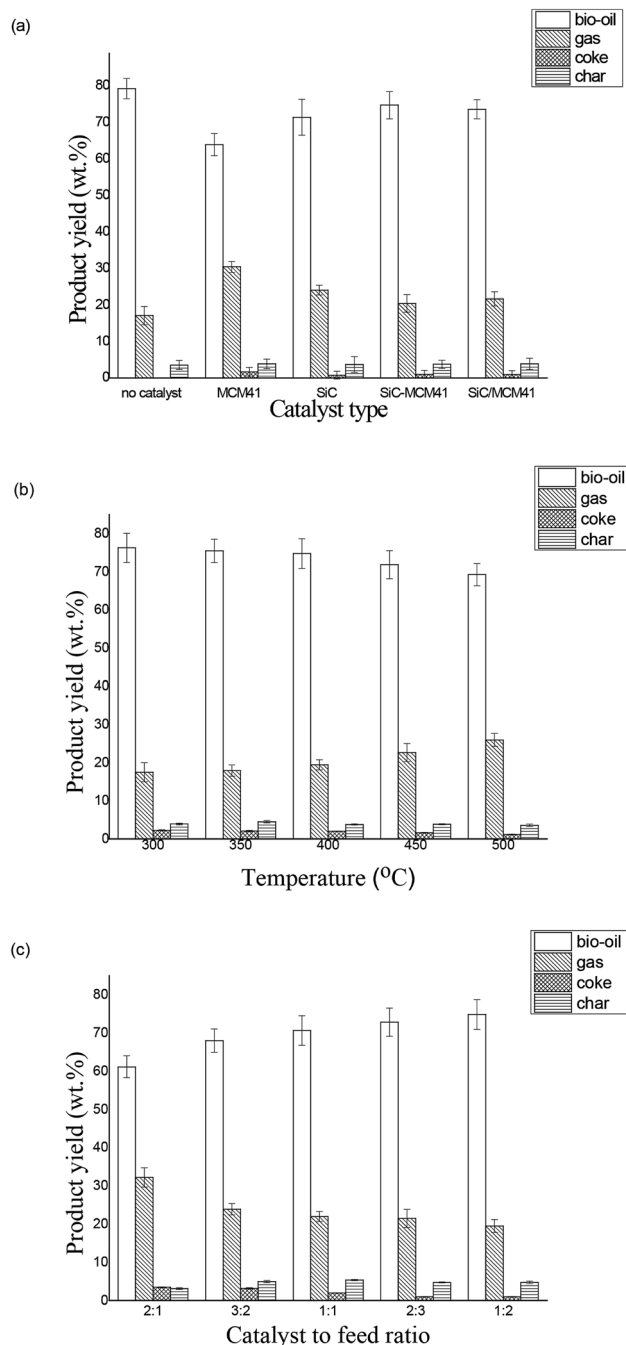 (a)
bio-oil
gas
coke
char
80
70
60
50
40
30
20
10
0
Product yield (wt.%)
no catalyst MCM41 SiC SiC-MCM41 SiC/MCM41
Catalyst type
(b)
bio-oil
gas
coke
char
80
70
60
50
40
30
20
10
0
Product yield (wt.%)
300 350 400 450 500
Temperature (⁰C)
(c)
bio-oil
gas
coke
char
80
70
60
50
40
30
20
10
0
Product yield (wt.%)
2:1 3:2 1:1 2:3 1:2
Catalyst to feed ratio